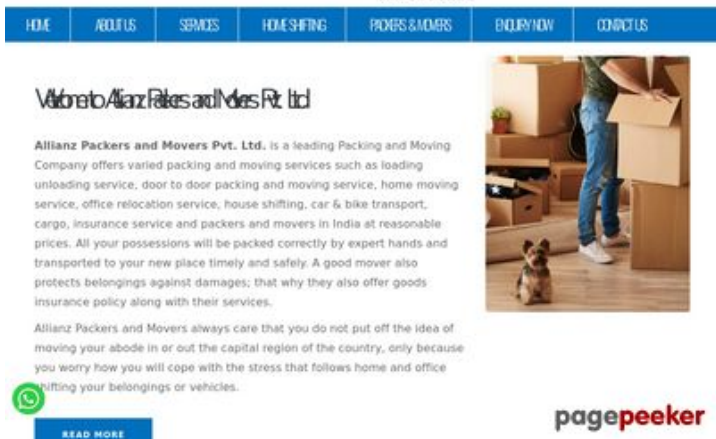 HOME ABOUT US SERVICES HOME SHIFTING PACKERS & MOVERS ENQUIRY NOW CONTACT US
Welcome to Allianz Packers and Movers Pvt. Ltd
Allianz Packers and Movers Pvt. Ltd. is a leading Packing and Moving
Company offers varied packing and moving services such as loading
unloading service, door to door packing and moving service, home moving
service, office relocation service, house shifting, car & bike transport,
cargo, insurance service and packers and movers in India at reasonable
prices. All your possessions will be packed correctly by expert hands and
transported to your new place timely and safely. A good mover also
protects belongings against damages; that why they also offer goods
insurance policy along with their services.
Allianz Packers and Movers always care that you do not put off the idea of
moving your abode in or out the capital region of the country, only because
you worry how you will cope with the stress that follows home and office
shifting your belongings or vehicles.
READ MORE
pagepeeker